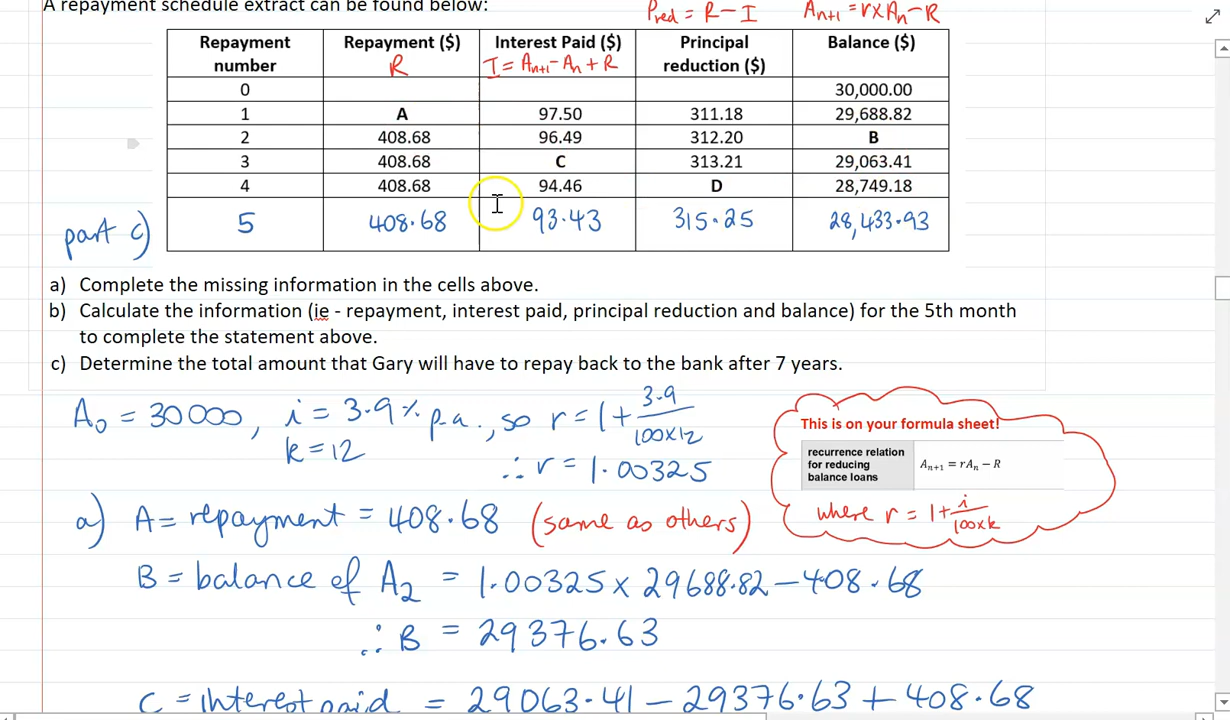 A repayment schedule extract can be found below:
Pred = R - I
An+1 = r×An - R
Repayment number | Repayment ($) R | Interest Paid ($) I = An+1 - An + R | Principal reduction ($) | Balance ($)
0 | | | | 30,000.00
1 | A | 97.50 | 311.18 | 29,688.82
2 | 408.68 | 96.49 | 312.20 | B
3 | 408.68 | C | 313.21 | 29,063.41
4 | 408.68 | 94.46 | D | 28,749.18
part c) 5 | 408.68 | 93.43 | 315.25 | 28,433.93
a) Complete the missing information in the cells above.
b) Calculate the information (ie - repayment, interest paid, principal reduction and balance) for the 5th month
to complete the statement above.
c) Determine the total amount that Gary will have to repay back to the bank after 7 years.
A0 = 30000, i = 3.9% p.a., so r = 1 + 3.9/100×12
k = 12
∴ r = 1.00325
This is on your formula sheet!
recurrence relation
for reducing
balance loans
An+1 = rAn − R
where r = 1 + i/100×k
a) A = repayment = 408.68 (same as others)
B = balance of A2 = 1.00325 × 29688.82 - 408.68
∴ B = 29376.63
C = interest paid = 29063.41 - 29376.63 + 408.68